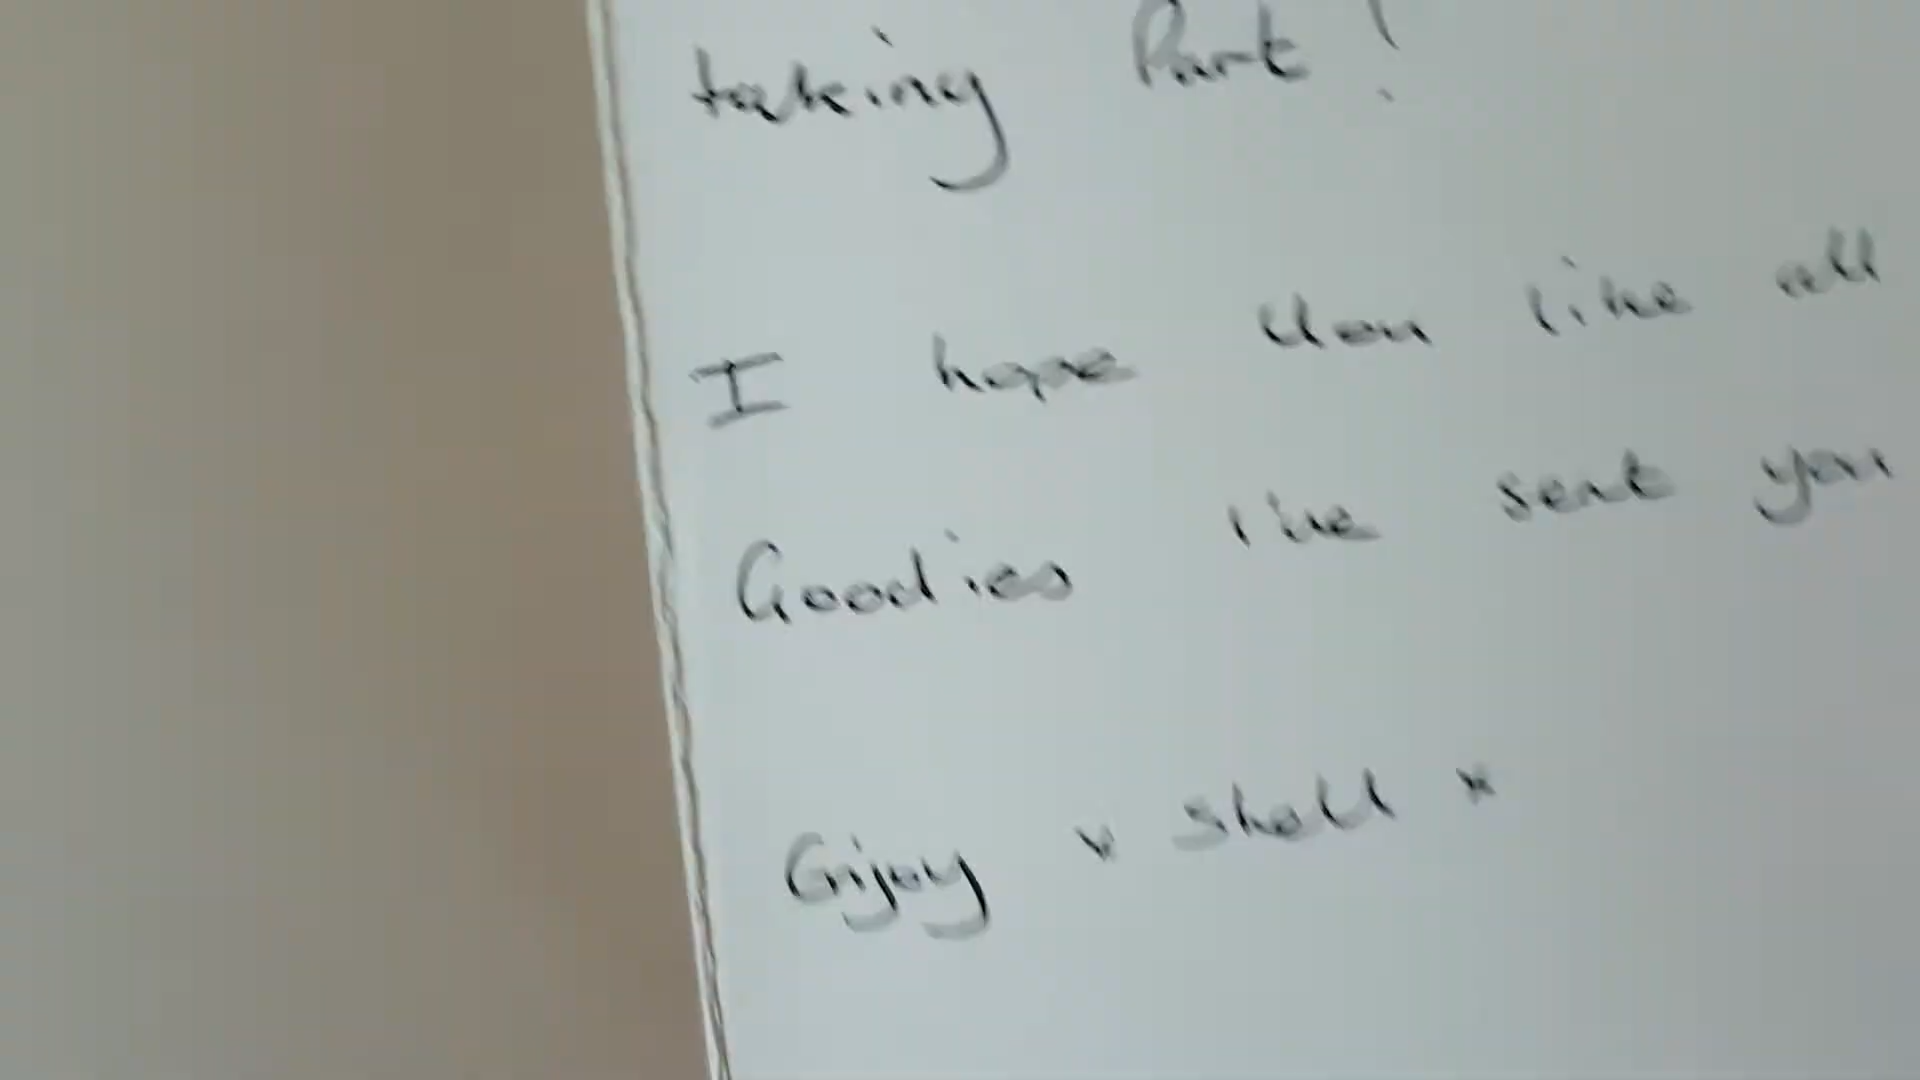 taking Part!
I hope You like all
Goodies I've sent you
Enjoy x Shell x